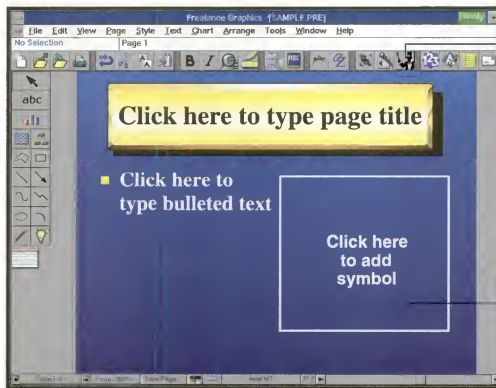 Freelance Graphics - [SAMPLE.PRE]
File Edit View Page Style Text Chart Arrange Tools Window Help
No Selection Page 1
B I abc 123
abc
Click here to type page title
Click here to
type bulleted text
Click here
to add
symbol
New Page